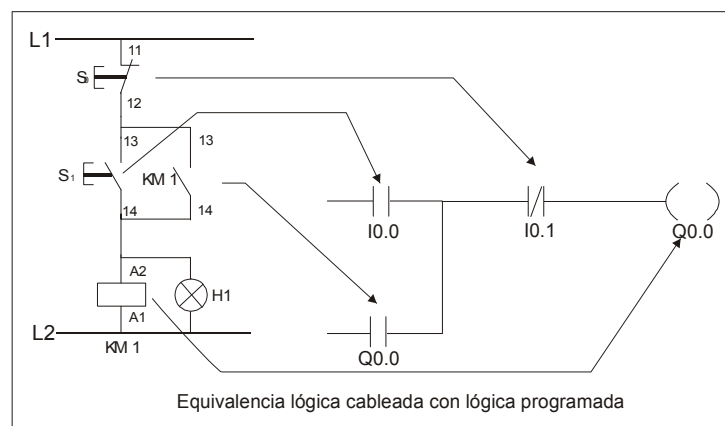 L1
11
S0
12
13
13
S1
KM 1
14
14
I0.0
I0.1
Q0.0
A2
H1
A1
L2
KM 1
Q0.0
Equivalencia lógica cableada con lógica programada